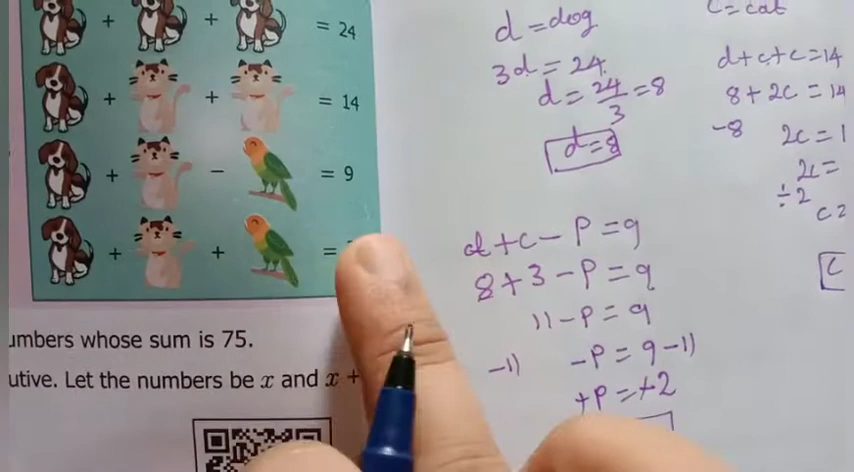 + + = 24
+ + = 14
+ − = 9
+ + =
umbers whose sum is 75.
utive. Let the numbers be x and x +
d = dog
3d = 24
d = 24/3 = 8
d = 8
d + c − P = 9
8 + 3 − P = 9
11 − P = 9
−11 −P = 9 − 11
+P = +2
c = cat
d + c + c = 14
8 + 2c = 14
−8 2c = 1
2c =
÷2
c =
c